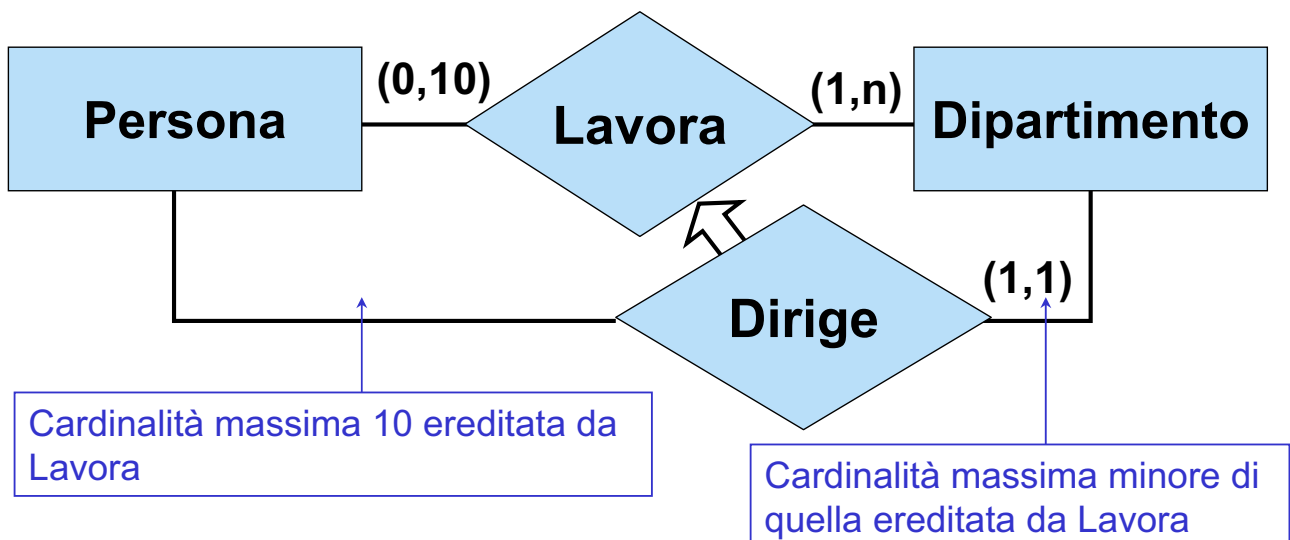 (0,10)
(1,n)
Persona
Lavora
Dipartimento
(1,1)
Dirige
Cardinalità massima 10 ereditata da
Lavora
Cardinalità massima minore di
quella ereditata da Lavora